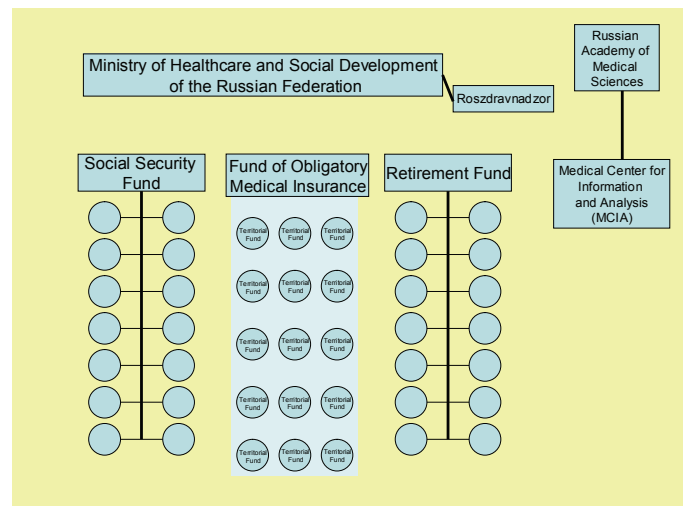 Ministry of Healthcare and Social Development
of the Russian Federation
Roszdravnadzor
Russian
Academy of
Medical
Sciences
Medical Center for
Information
and Analysis
(MCIA)
Social Security
Fund
Fund of Obligatory
Medical Insurance
Retirement Fund
Territorial
Fund
Territorial
Fund
Territorial
Fund
Territorial
Fund
Territorial
Fund
Territorial
Fund
Territorial
Fund
Territorial
Fund
Territorial
Fund
Territorial
Fund
Territorial
Fund
Territorial
Fund
Territorial
Fund
Territorial
Fund
Territorial
Fund